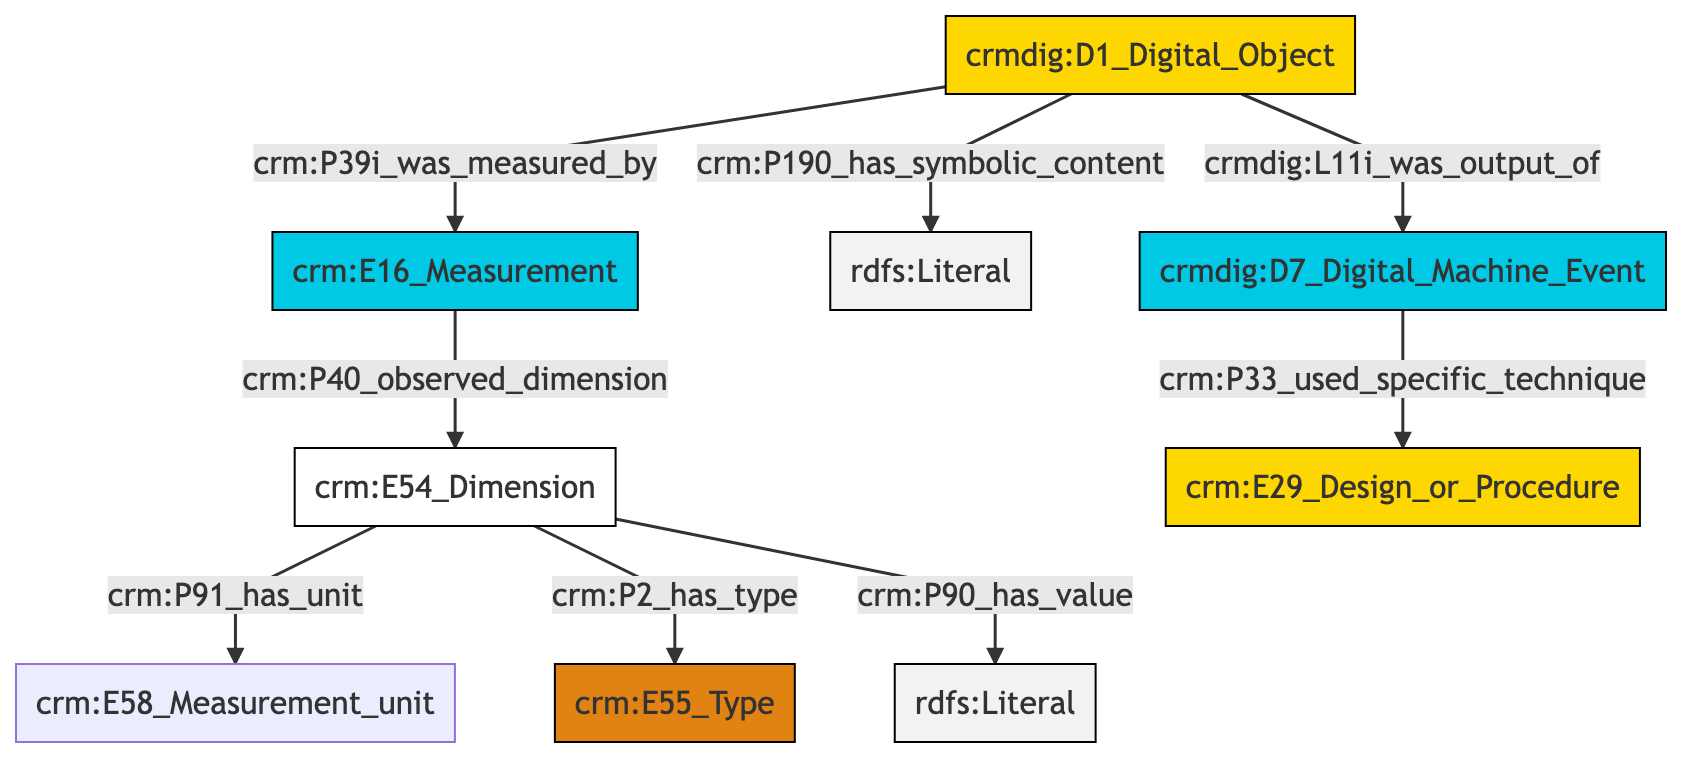 crmdig:D1_Digital_Object
crm:P39i_was_measured_by
crm:P190_has_symbolic_content
crmdig:L11i_was_output_of
crm:E16_Measurement
rdfs:Literal
crmdig:D7_Digital_Machine_Event
crm:P40_observed_dimension
crm:P33_used_specific_technique
crm:E54_Dimension
crm:E29_Design_or_Procedure
crm:P91_has_unit
crm:P2_has_type
crm:P90_has_value
crm:E58_Measurement_unit
crm:E55_Type
rdfs:Literal